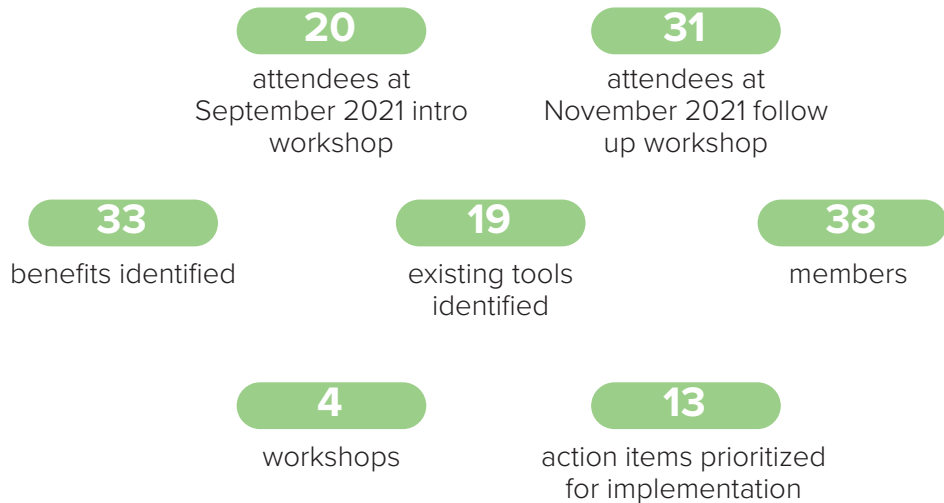 20
attendees at
September 2021 intro
workshop
31
attendees at
November 2021 follow
up workshop
33
benefits identified
19
existing tools
identified
38
members
4
workshops
13
action items prioritized
for implementation